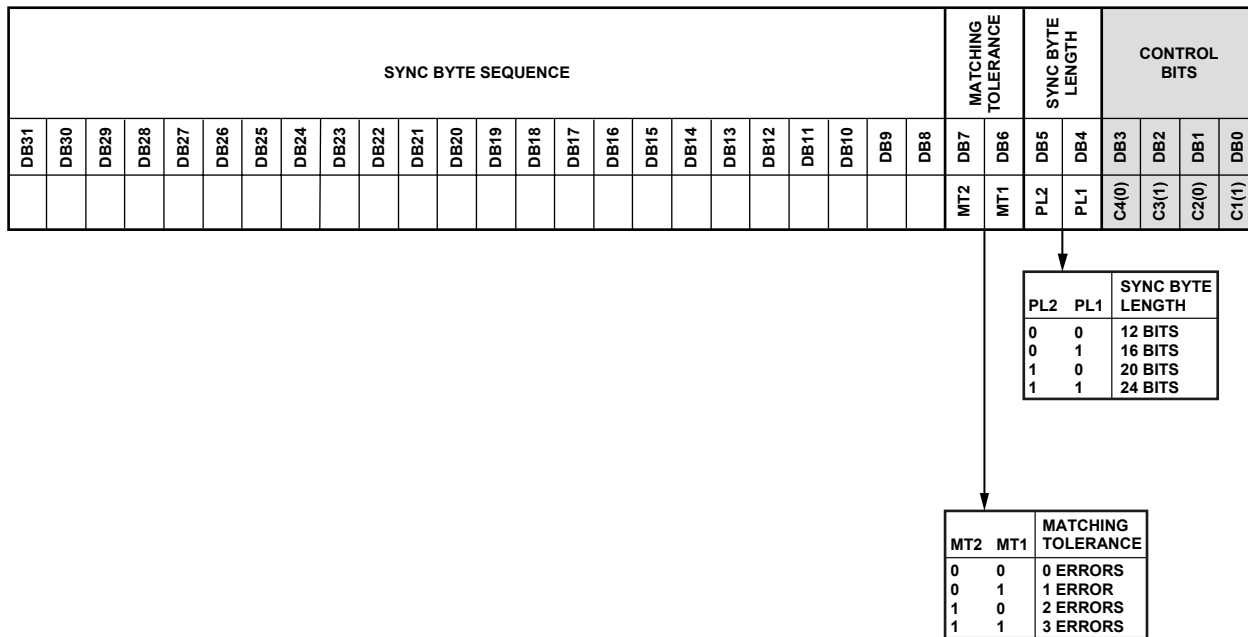 SYNC BYTE SEQUENCE
MATCHING
TOLERANCE
SYNC BYTE
LENGTH
CONTROL
BITS
DB31 DB30 DB29 DB28 DB27 DB26 DB25 DB24 DB23 DB22 DB21 DB20 DB19 DB18 DB17 DB16 DB15 DB14 DB13 DB12 DB11 DB10 DB9 DB8 DB7 DB6 DB5 DB4 DB3 DB2 DB1 DB0
MT2 MT1 PL2 PL1 C4(0) C3(1) C2(0) C1(1)
PL2 PL1 SYNC BYTE
LENGTH
0 0 12 BITS
0 1 16 BITS
1 0 20 BITS
1 1 24 BITS
MT2 MT1 MATCHING
TOLERANCE
0 0 0 ERRORS
0 1 1 ERROR
1 0 2 ERRORS
1 1 3 ERRORS